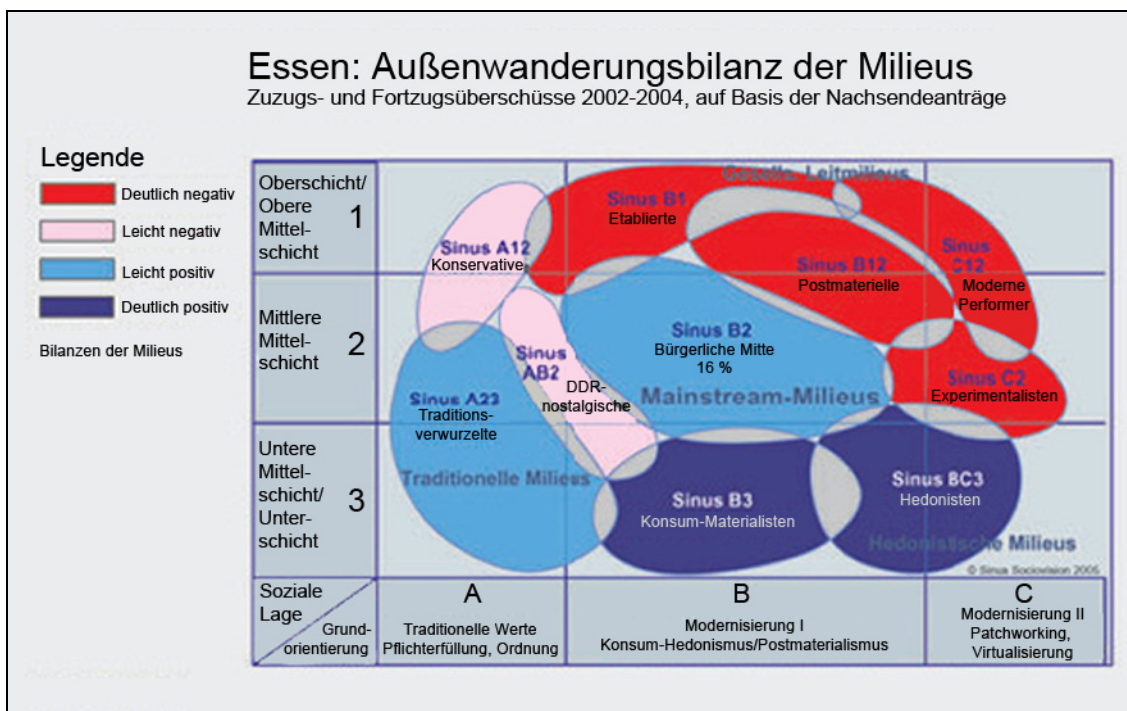 Essen: Außenwanderungsbilanz der Milieus
Zuzugs- und Fortzugsüberschüsse 2002-2004, auf Basis der Nachsendeanträge
Legende
Deutlich negativ
Leicht negativ
Leicht positiv
Deutlich positiv
Bilanzen der Milieus
Oberschicht/
Obere
Mittel-
schicht
1
Mittlere
Mittel-
schicht
2
Untere
Mittel-
schicht/
Unter-
schicht
3
Soziale
Lage
Grund-
orientierung
Gesells. Leitmilieus
Sinus B1
Etablierte
Sinus A12
Konservative
Sinus B12
Postmaterielle
Sinus
C12
Moderne
Performer
Sinus B2
Bürgerliche Mitte
16 %
Mainstream-Milieus
Sinus
AB2
DDR-
nostalgische
Sinus C2
Experimentalisten
Sinus A23
Traditions-
verwurzelte
Traditionelle Milieus
Sinus B3
Konsum-Materialisten
Sinus BC3
Hedonisten
Hedonistische Milieus
© Sinus Sociovision 2005
A
Traditionelle Werte
Pflichterfüllung, Ordnung
B
Modernisierung I
Konsum-Hedonismus/Postmaterialismus
C
Modernisierung II
Patchworking,
Virtualisierung